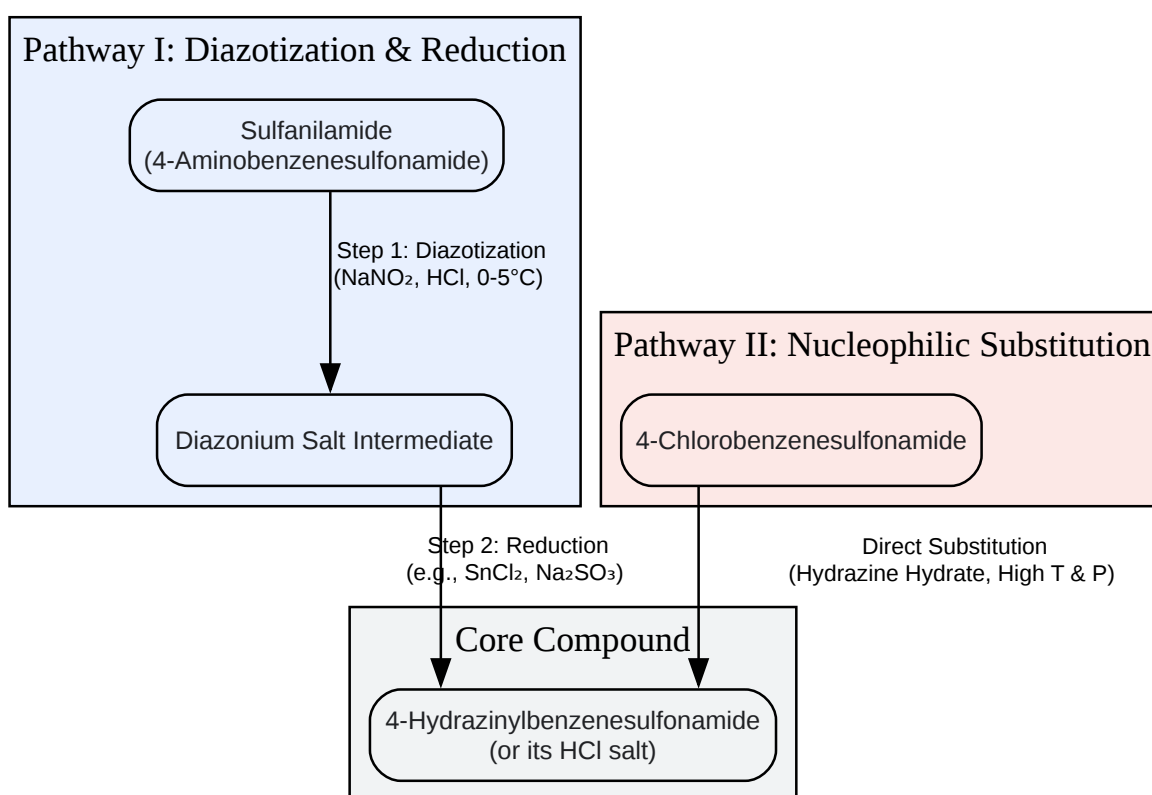 Pathway I: Diazotization & Reduction
Sulfanilamide
(4-Aminobenzenesulfonamide)
Step 1: Diazotization
(NaNO₂, HCl, 0-5°C)
Diazonium Salt Intermediate
Pathway II: Nucleophilic Substitution
4-Chlorobenzenesulfonamide
Step 2: Reduction
(e.g., SnCl₂, Na₂SO₃)
Direct Substitution
(Hydrazine Hydrate, High T & P)
Core Compound
4-Hydrazinylbenzenesulfonamide
(or its HCl salt)